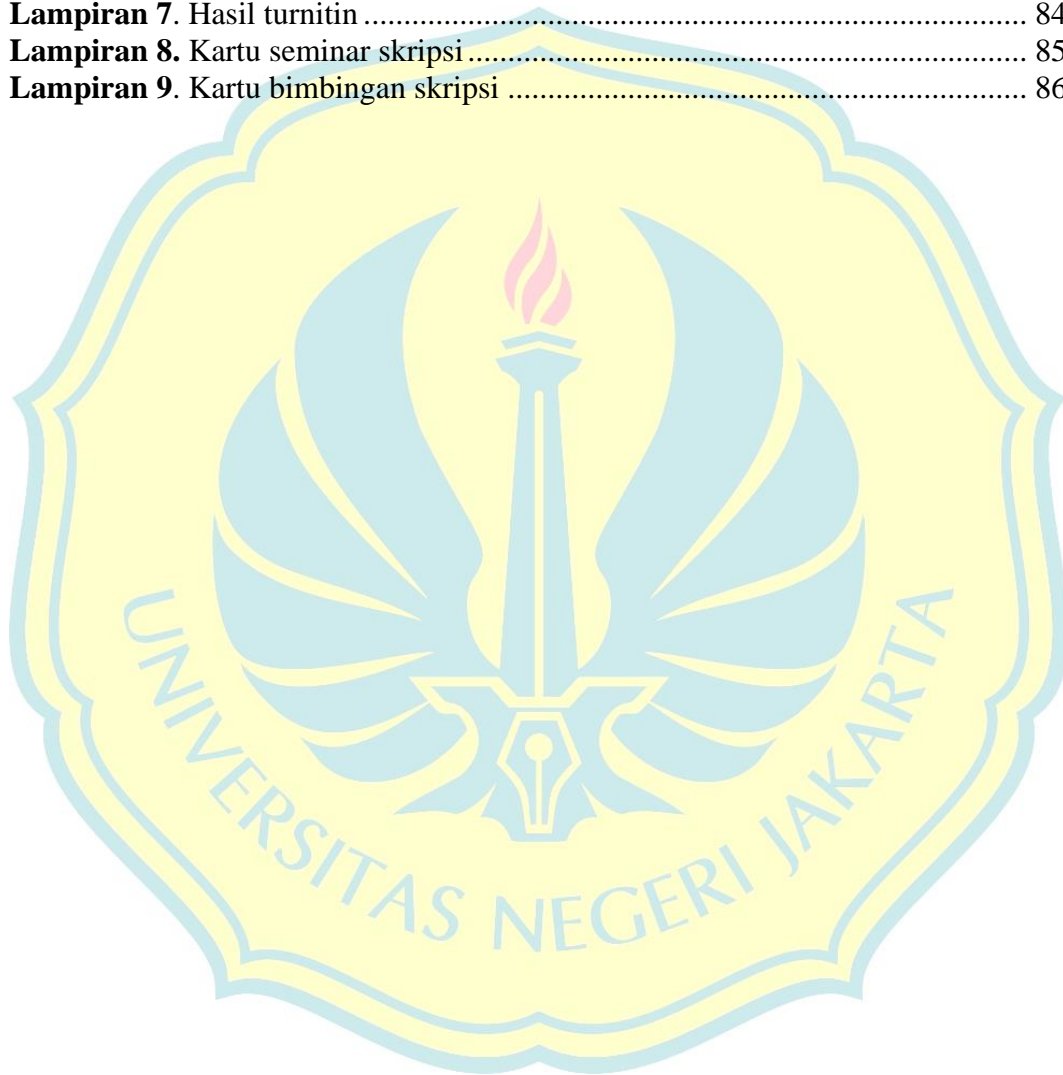 Lampiran 7. Hasil turnitin ........................................................................................ 84
Lampiran 8. Kartu seminar skripsi ........................................................................ 85
Lampiran 9. Kartu bimbingan skripsi ................................................................... 86
UNIVERSITAS NEGERI JAKARTA